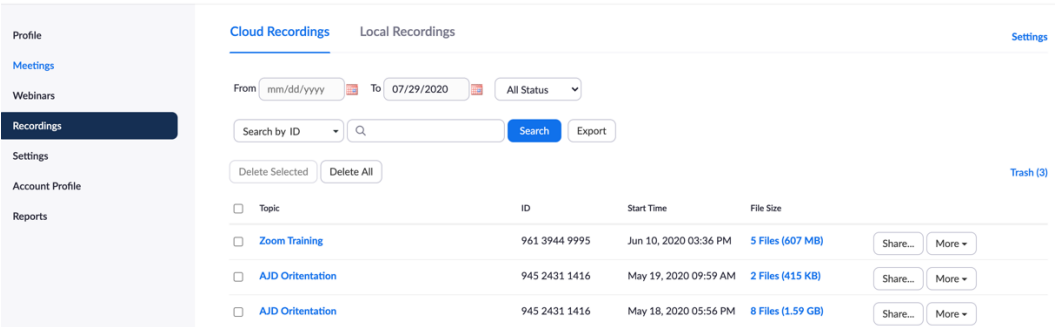 Profile
Meetings
Webinars
Recordings
Settings
Account Profile
Reports
Cloud Recordings Local Recordings Settings
From mm/dd/yyyy To 07/29/2020 All Status
Search by ID Search Export
Delete Selected Delete All Trash (3)
Topic ID Start Time File Size
Zoom Training 961 3944 9995 Jun 10, 2020 03:36 PM 5 Files (607 MB) Share... More
AJD Oritentation 945 2431 1416 May 19, 2020 09:59 AM 2 Files (415 KB) Share... More
AJD Oritentation 945 2431 1416 May 18, 2020 05:56 PM 8 Files (1.59 GB) Share... More